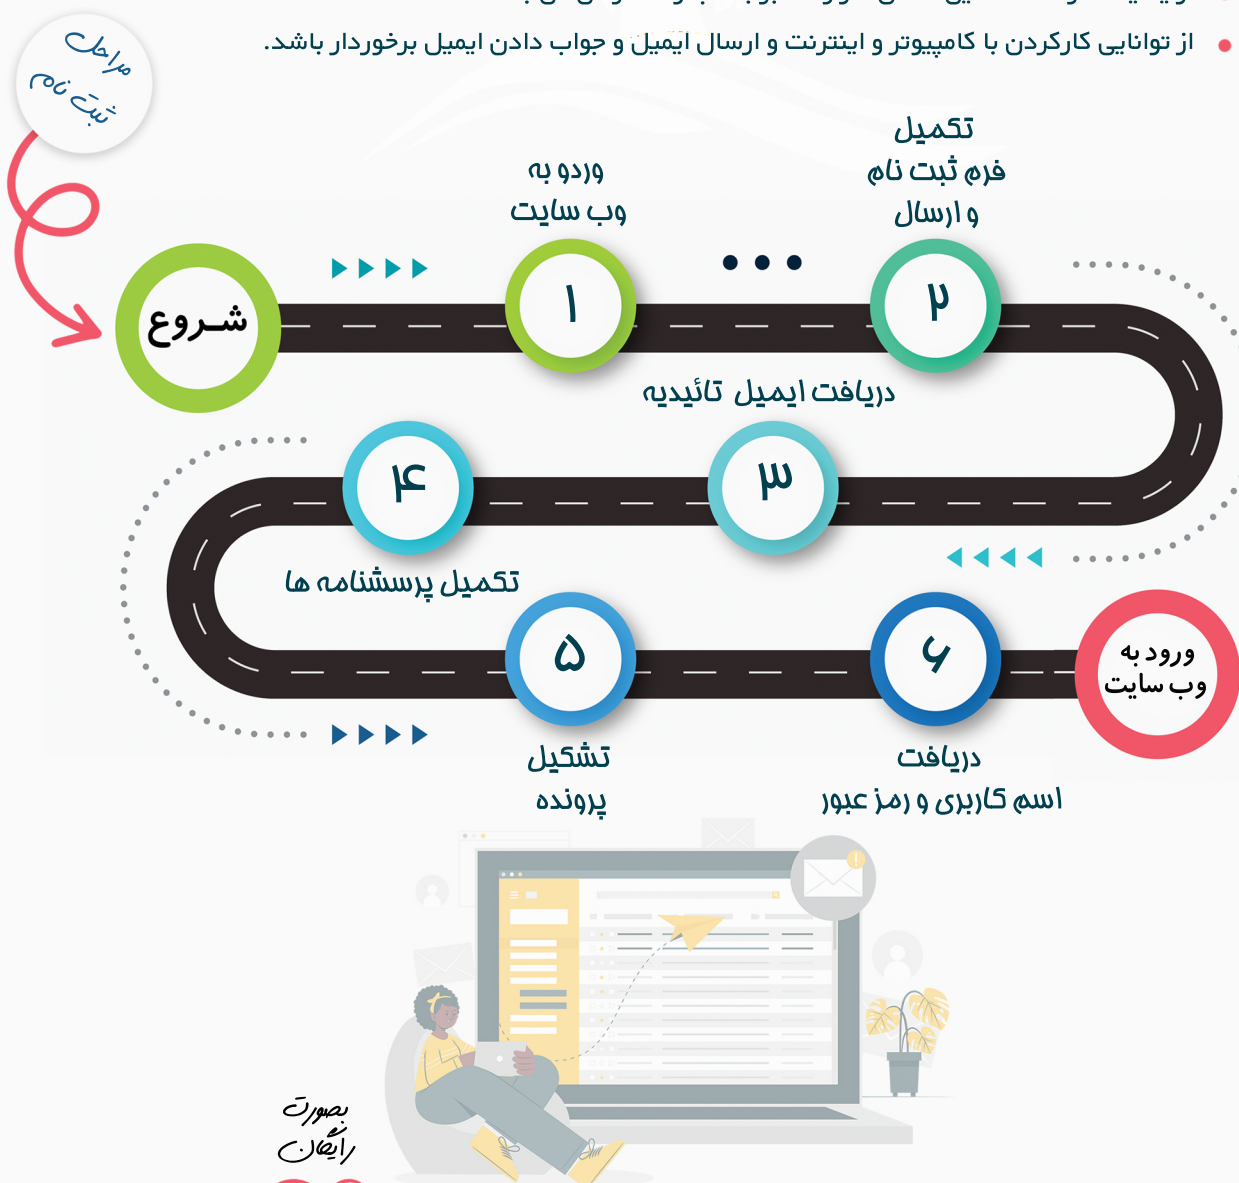 از توانایی کارکردن با کامپیوتر و اینترنت و ارسال ایمیل و جواب دادن ایمیل برخوردار باشد.
مراحل
ثبت نام
شروع
وردو به
وب سایت
۱
تکمیل
فرم ثبت نام
و ارسال
۲
دریافت ایمیل تائیدیه
۳
۴
تکمیل پرسشنامه ها
۵
تشکیل
پرونده
۶
دریافت
اسم کاربری و رمز عبور
ورود به
وب سایت
بصورت
رایگان